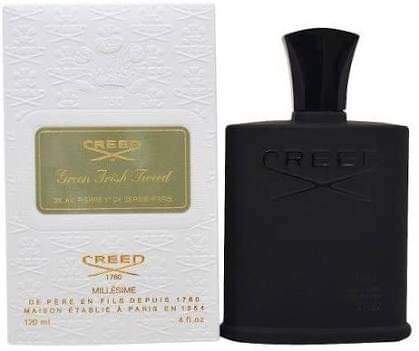 CREED
Green Irish Tweed
CREED
1760
MILLÉSIME
DE PÈRE EN FILS DEPUIS 1760
MAISON ÉTABLIE À PARIS EN 1854
120 ml 4 fl.oz
CREED